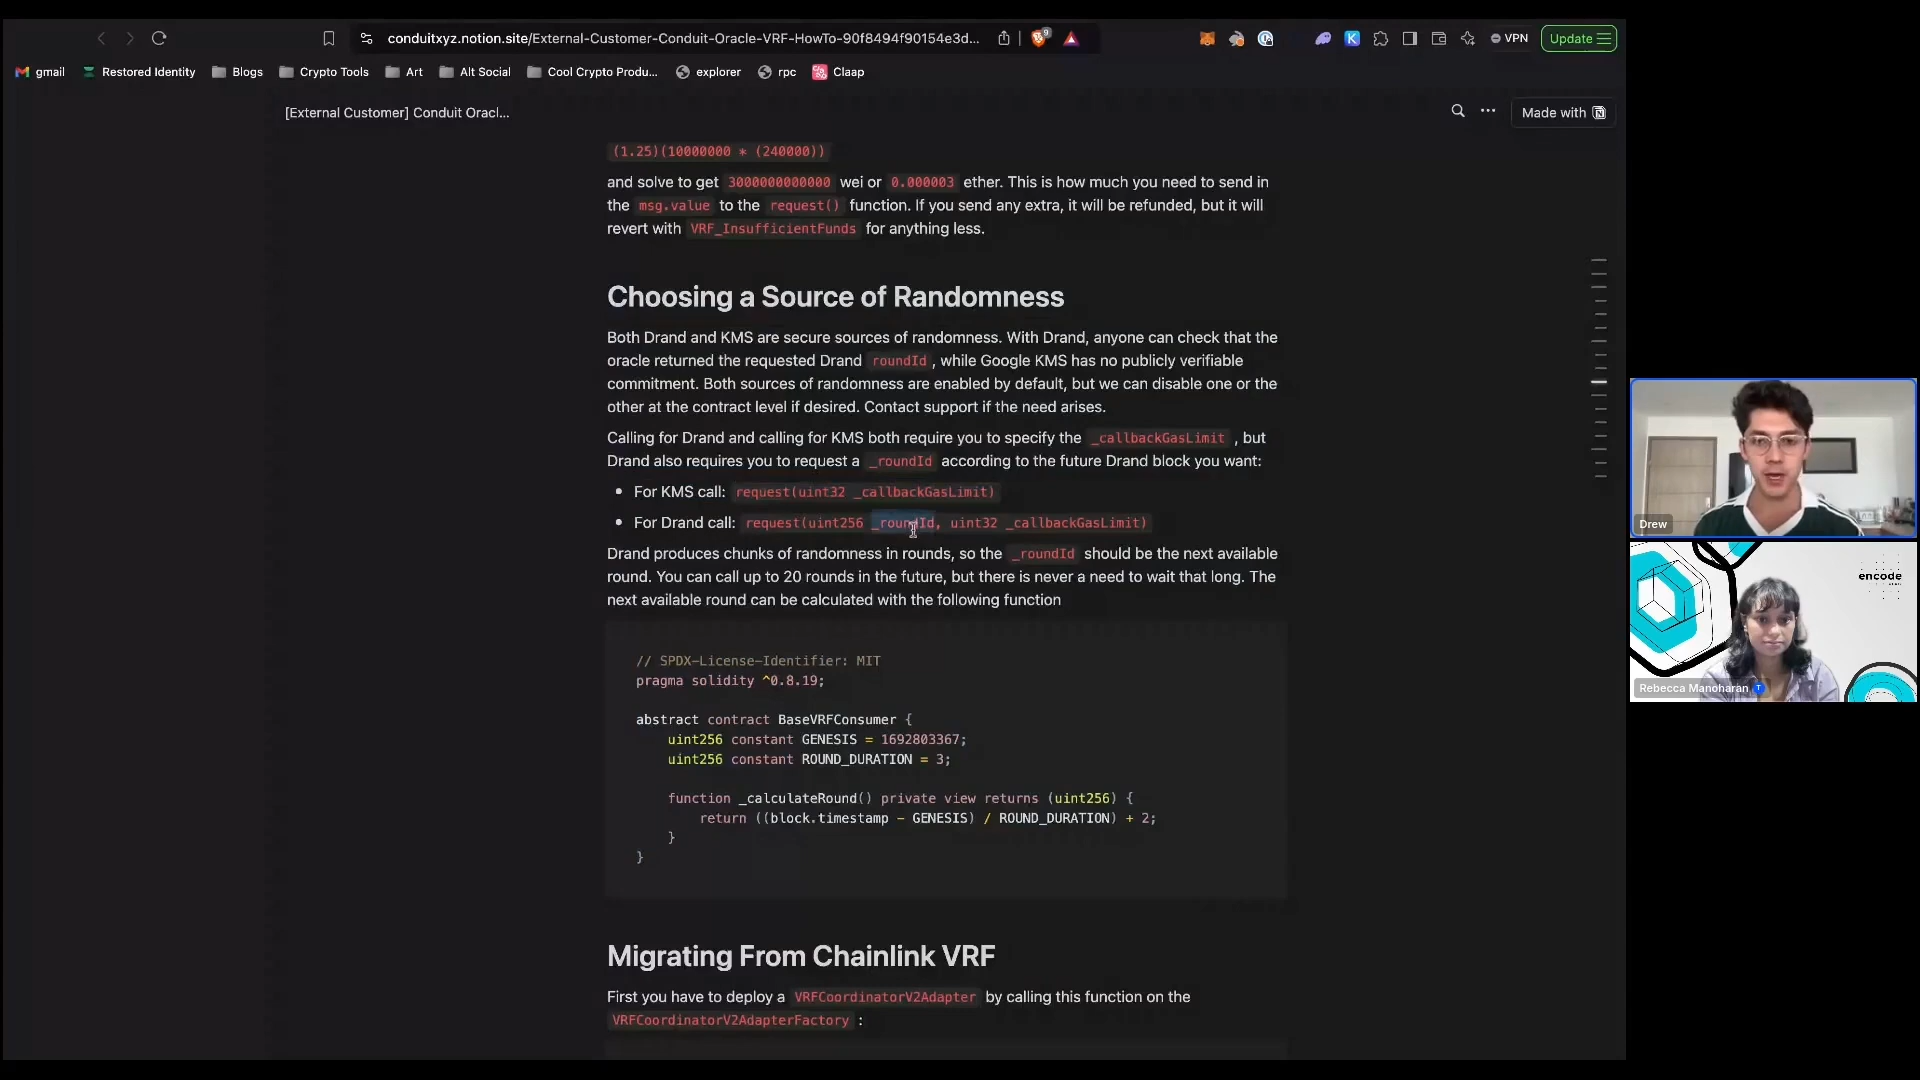 conduitxyz.notion.site/External-Customer-Conduit-Oracle-VRF-HowTo-90f8494f90154e3d...
VPN
Update
gmail
Restored Identity
Blogs
Crypto Tools
Art
Alt Social
Cool Crypto Produ...
explorer
rpc
Claap
[External Customer] Conduit Oracl...
Made with
(1.25)(10000000 * (240000))
and solve to get 3000000000000 wei or 0.000003 ether. This is how much you need to send in
the msg.value to the request() function. If you send any extra, it will be refunded, but it will
revert with VRF_InsufficientFunds for anything less.
Choosing a Source of Randomness
Both Drand and KMS are secure sources of randomness. With Drand, anyone can check that the
oracle returned the requested Drand roundId , while Google KMS has no publicly verifiable
commitment. Both sources of randomness are enabled by default, but we can disable one or the
other at the contract level if desired. Contact support if the need arises.
Calling for Drand and calling for KMS both require you to specify the _callbackGasLimit , but
Drand also requires you to request a _roundId according to the future Drand block you want:
• For KMS call: request(uint32 _callbackGasLimit)
• For Drand call: request(uint256 _roundId, uint32 _callbackGasLimit)
Drand produces chunks of randomness in rounds, so the _roundId should be the next available
round. You can call up to 20 rounds in the future, but there is never a need to wait that long. The
next available round can be calculated with the following function
// SPDX-License-Identifier: MIT
pragma solidity ^0.8.19;
abstract contract BaseVRFConsumer {
uint256 constant GENESIS = 1692803367;
uint256 constant ROUND_DURATION = 3;
function _calculateRound() private view returns (uint256) {
return ((block.timestamp - GENESIS) / ROUND_DURATION) + 2;
}
}
Migrating From Chainlink VRF
First you have to deploy a VRFCoordinatorV2Adapter by calling this function on the
VRFCoordinatorV2AdapterFactory :
Drew
encode
Rebecca Manoharan